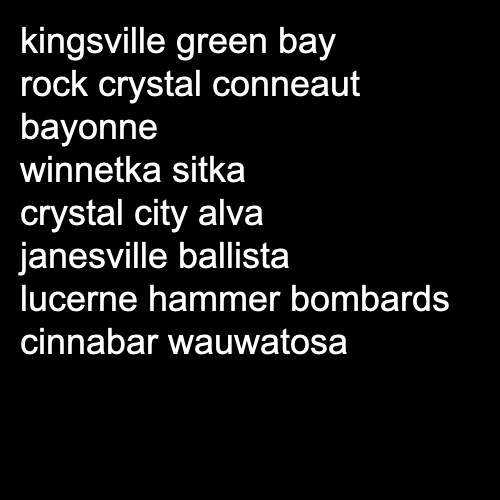 kingsville green bay
rock crystal conneaut
bayonne
winnetka sitka
crystal city alva
janesville ballista
lucerne hammer bombards
cinnabar wauwatosa